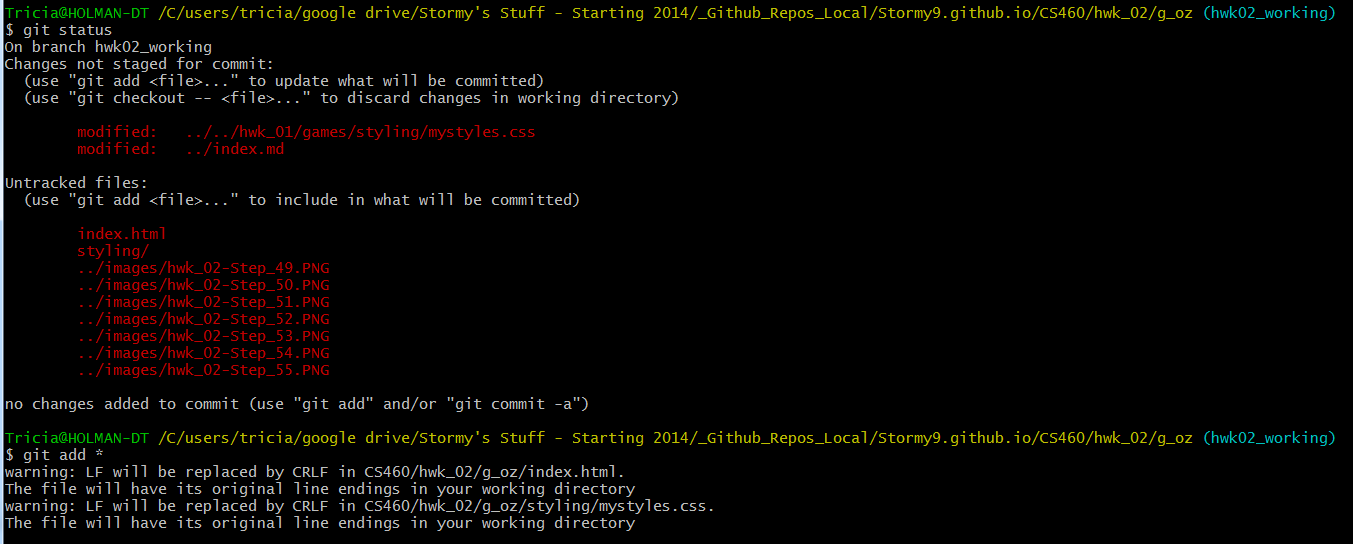 Tricia@HOLMAN-DT /C/users/tricia/google drive/Stormy's Stuff - Starting 2014/_Github_Repos_Local/Stormy9.github.io/CS460/hwk_02/g_oz (hwk02_working)
$ git status
On branch hwk02_working
Changes not staged for commit:
  (use "git add <file>..." to update what will be committed)
  (use "git checkout -- <file>..." to discard changes in working directory)

        modified:   ../../hwk_01/games/styling/mystyles.css
        modified:   ../index.md

Untracked files:
  (use "git add <file>..." to include in what will be committed)

        index.html
        styling/
        ../images/hwk_02-Step_49.PNG
        ../images/hwk_02-Step_50.PNG
        ../images/hwk_02-Step_51.PNG
        ../images/hwk_02-Step_52.PNG
        ../images/hwk_02-Step_53.PNG
        ../images/hwk_02-Step_54.PNG
        ../images/hwk_02-Step_55.PNG

no changes added to commit (use "git add" and/or "git commit -a")

Tricia@HOLMAN-DT /C/users/tricia/google drive/Stormy's Stuff - Starting 2014/_Github_Repos_Local/Stormy9.github.io/CS460/hwk_02/g_oz (hwk02_working)
$ git add *
warning: LF will be replaced by CRLF in CS460/hwk_02/g_oz/index.html.
The file will have its original line endings in your working directory
warning: LF will be replaced by CRLF in CS460/hwk_02/g_oz/styling/mystyles.css.
The file will have its original line endings in your working directory